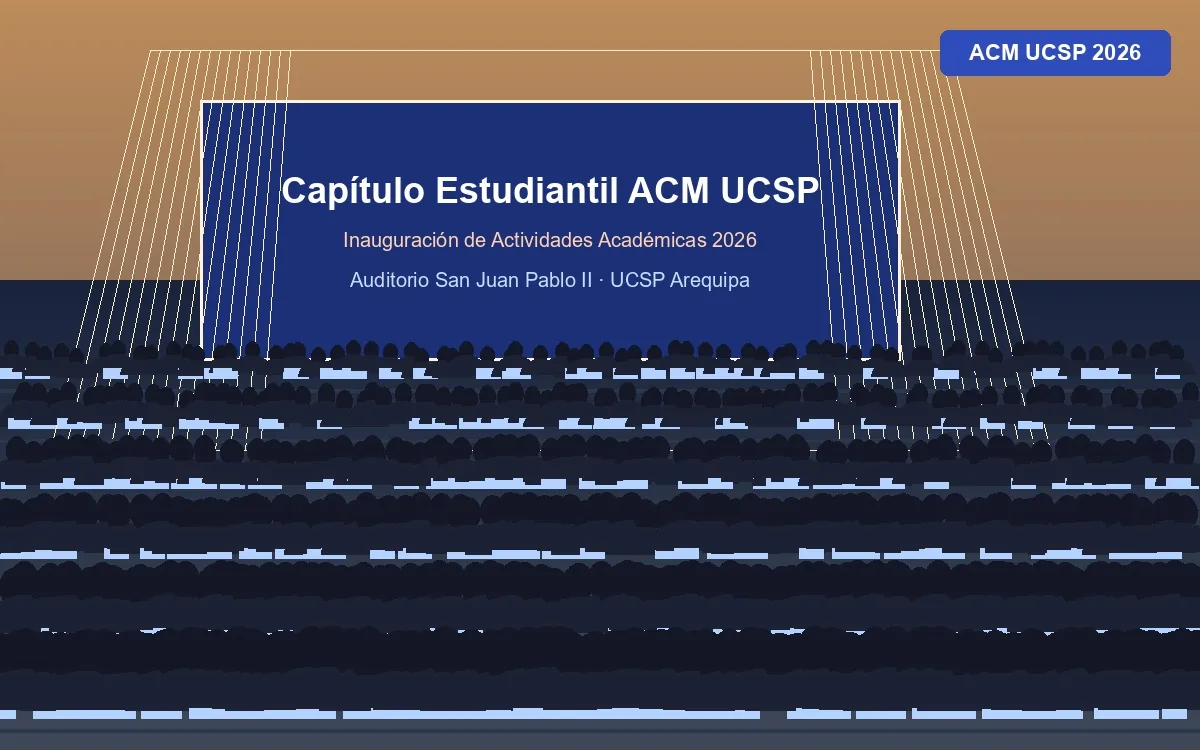 ACM UCSP 2026
Capítulo Estudiantil ACM UCSP
Inauguración de Actividades Académicas 2026
Auditorio San Juan Pablo II · UCSP Arequipa